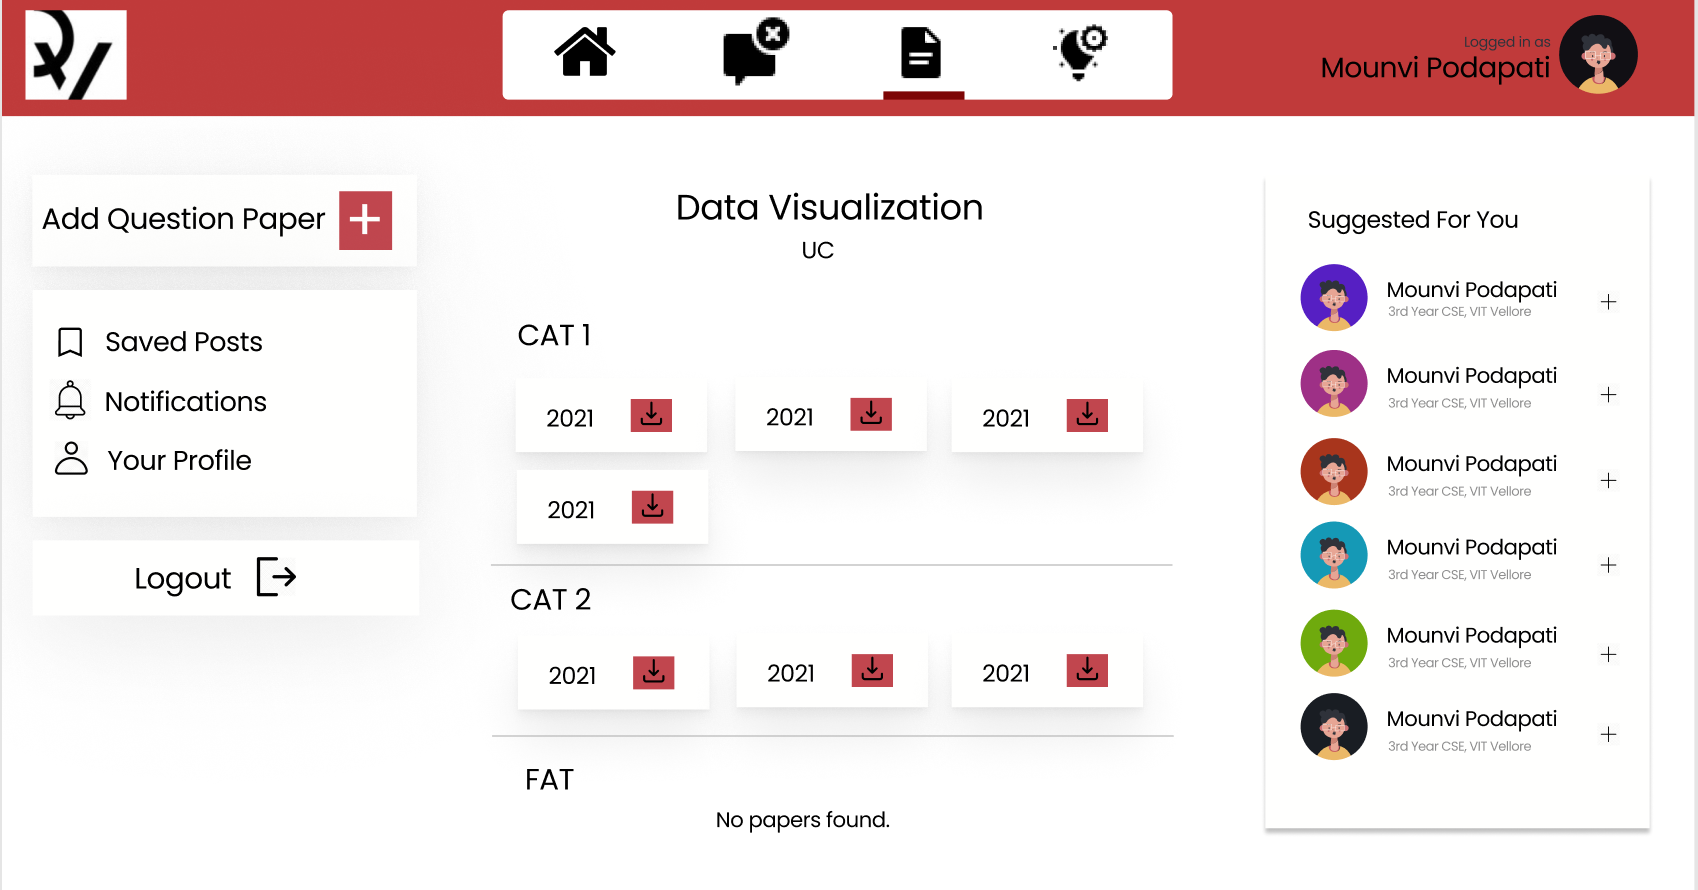 Logged in as
Mounvi Podapati
Add Question Paper
Saved Posts
Notifications
Your Profile
Logout
Data Visualization
UC
CAT 1
2021
2021
2021
2021
CAT 2
2021
2021
2021
FAT
No papers found.
Suggested For You
Mounvi Podapati
3rd Year CSE, VIT Vellore
Mounvi Podapati
3rd Year CSE, VIT Vellore
Mounvi Podapati
3rd Year CSE, VIT Vellore
Mounvi Podapati
3rd Year CSE, VIT Vellore
Mounvi Podapati
3rd Year CSE, VIT Vellore
Mounvi Podapati
3rd Year CSE, VIT Vellore